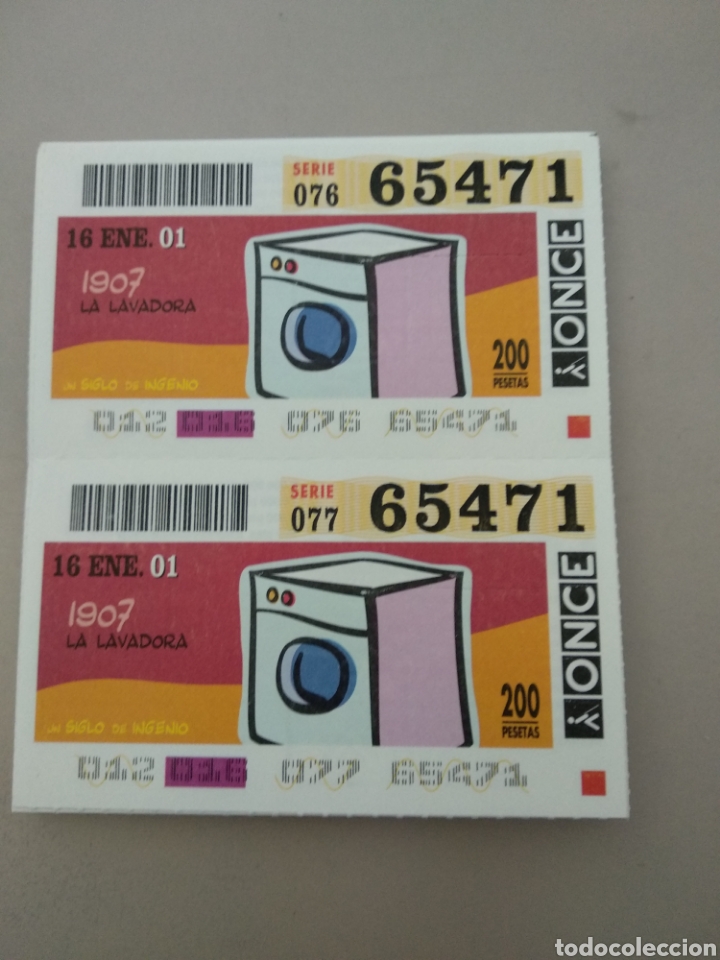 SERIE
076 65471
16 ENE. 01
1907
LA LAVADORA
UN SIGLO DE INGENIO
200
PESETAS
ONCE
012 016 076 65471
SERIE
077 65471
16 ENE. 01
1907
LA LAVADORA
UN SIGLO DE INGENIO
200
PESETAS
ONCE
012 016 077 65471
todocoleccion